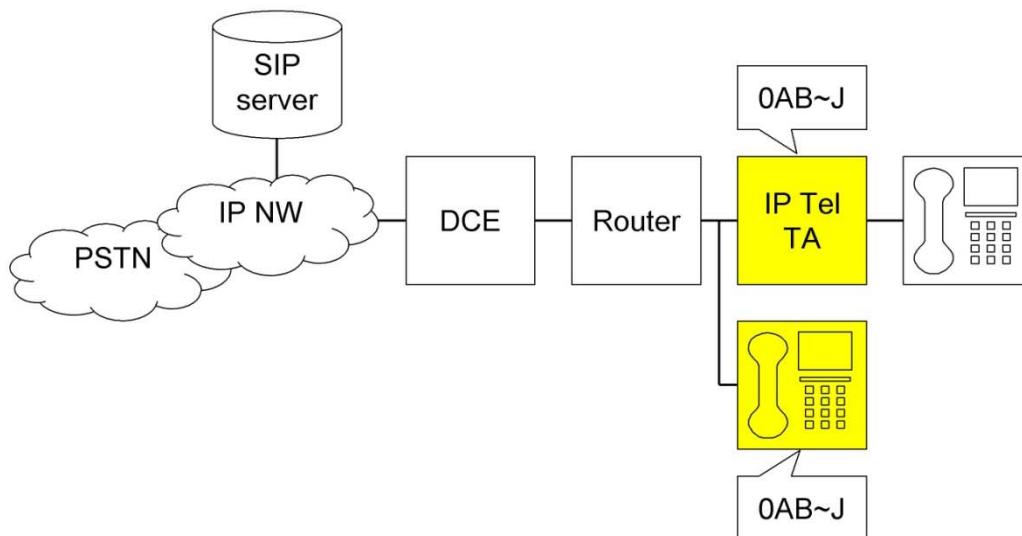 SIP
server
0AB~J
IP NW
PSTN
DCE
Router
IP Tel
TA
0AB~J